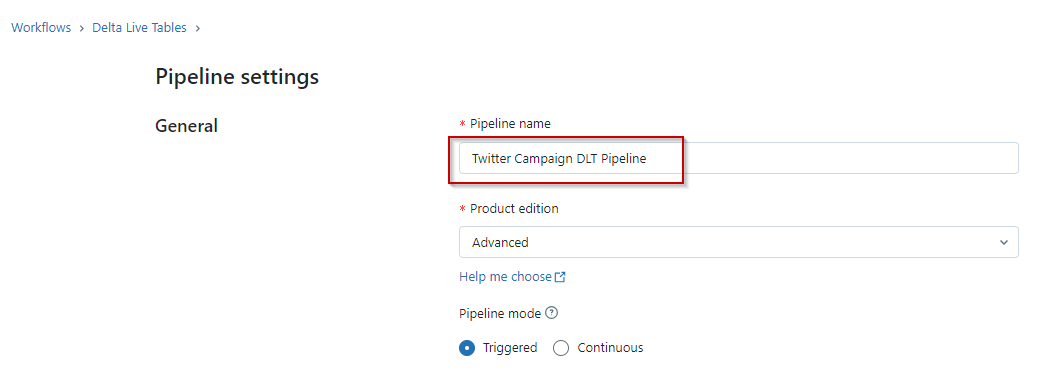 Workflows › Delta Live Tables ›
Pipeline settings
General
* Pipeline name
Twitter Campaign DLT Pipeline
* Product edition
Advanced
Help me choose
Pipeline mode ?
Triggered Continuous